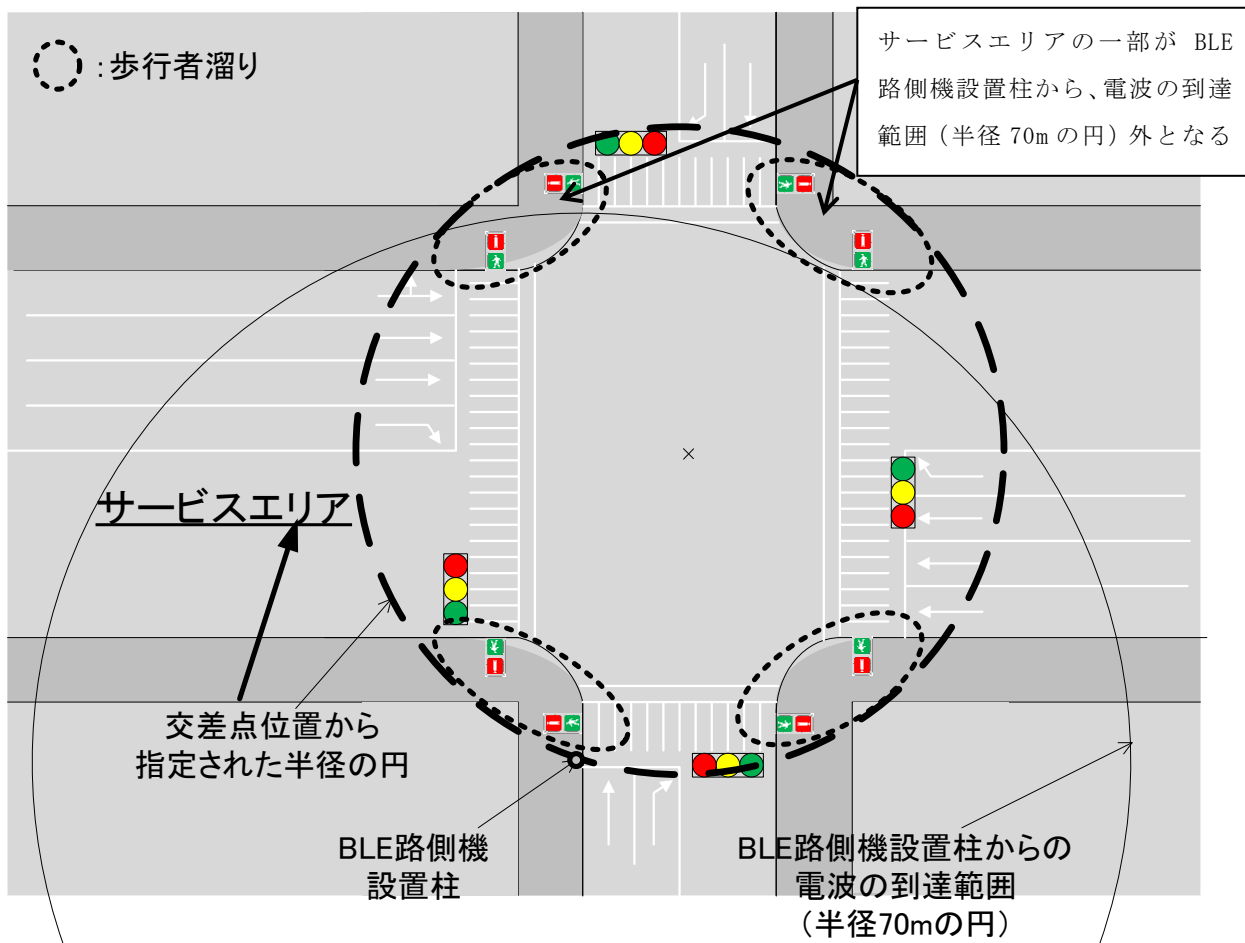 :歩行者溜り
サービスエリアの一部が BLE
路側機設置柱から、電波の到達
範囲（半径 70m の円）外となる
サービスエリア
交差点位置から
指定された半径の円
BLE路側機
設置柱
BLE路側機設置柱からの
電波の到達範囲
（半径70mの円）